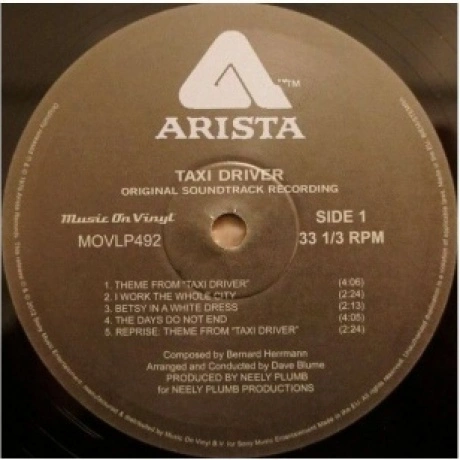 ™
ARISTA
TAXI DRIVER
ORIGINAL SOUNDTRACK RECORDING
Music On Vinyl SIDE 1
MOVLP492 33 1/3 RPM
1. THEME FROM "TAXI DRIVER" (4:06)
2. I WORK THE WHOLE CITY (2:24)
3. BETSY IN A WHITE DRESS (2:13)
4. THE DAYS DO NOT END (4:05)
5. REPRISE: THEME FROM "TAXI DRIVER" (2:24)
Composed by Bernard Herrmann
Arranged and Conducted by Dave Blume
PRODUCED BY NEELY PLUMB
for NEELY PLUMB PRODUCTIONS